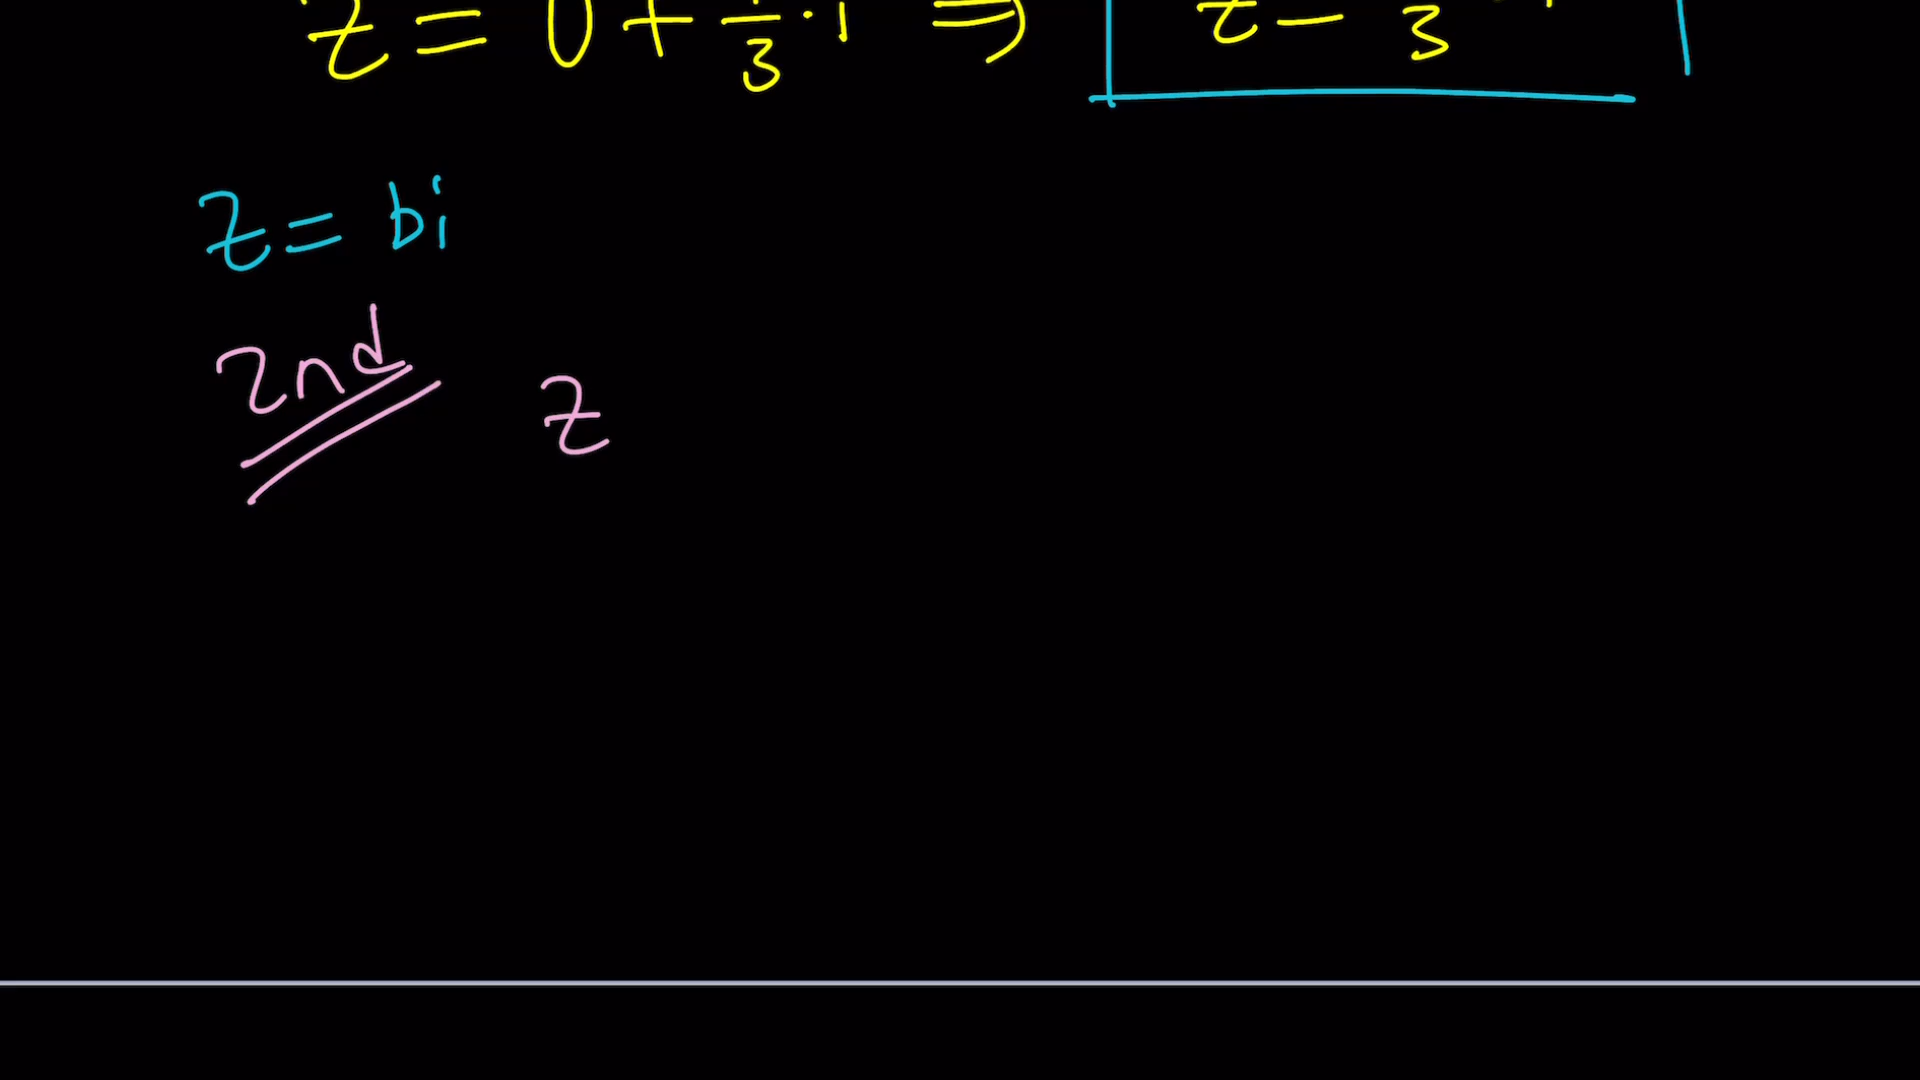 z = 0 + 1/3 · i ⇒ z = 1/3 i
z = bi
2nd z